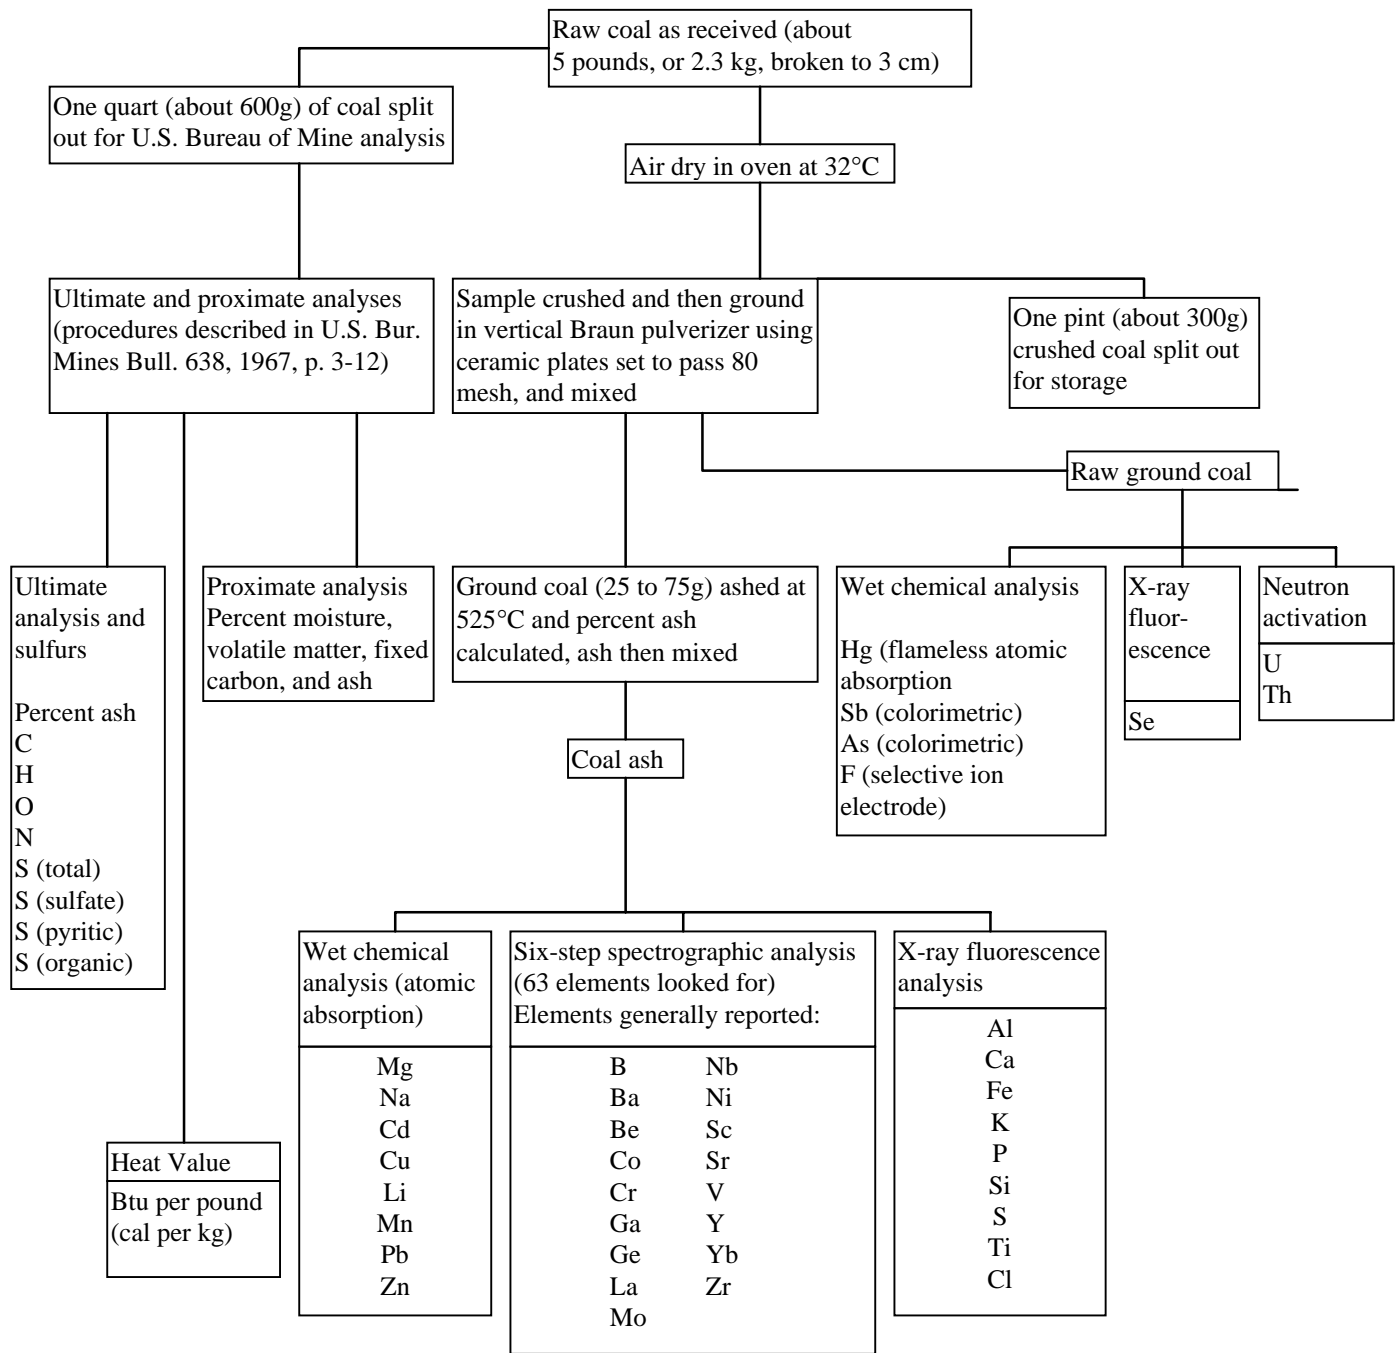 Raw coal as received (about
5 pounds, or 2.3 kg, broken to 3 cm)
One quart (about 600g) of coal split
out for U.S. Bureau of Mine analysis
Air dry in oven at 32°C
Ultimate and proximate analyses
(procedures described in U.S. Bur.
Mines Bull. 638, 1967, p. 3-12)
Sample crushed and then ground
in vertical Braun pulverizer using
ceramic plates set to pass 80
mesh, and mixed
One pint (about 300g)
crushed coal split out
for storage
Raw ground coal
Ultimate
analysis and
sulfurs
Percent ash
C
H
O
N
S (total)
S (sulfate)
S (pyritic)
S (organic)
Proximate analysis
Percent moisture,
volatile matter, fixed
carbon, and ash
Ground coal (25 to 75g) ashed at
525°C and percent ash
calculated, ash then mixed
Wet chemical analysis
Hg (flameless atomic
absorption
Sb (colorimetric)
As (colorimetric)
F (selective ion
electrode)
X-ray
fluor-
escence
Se
Neutron
activation
U
Th
Coal ash
Wet chemical
analysis (atomic
absorption)
Mg
Na
Cd
Cu
Li
Mn
Pb
Zn
Six-step spectrographic analysis
(63 elements looked for)
Elements generally reported:
B Nb
Ba Ni
Be Sc
Co Sr
Cr V
Ga Y
Ge Yb
La Zr
Mo
X-ray fluorescence
analysis
Al
Ca
Fe
K
P
Si
S
Ti
Cl
Heat Value
Btu per pound
(cal per kg)